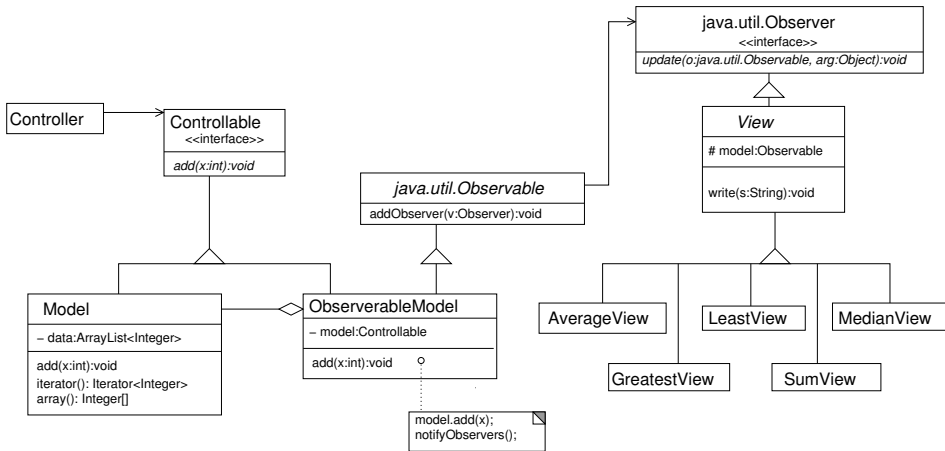 java.util.Observer
<<interface>>
update(o:java.util.Observable, arg:Object):void
Controller
Controllable
<<interface>>
add(x:int):void
View
# model:Observable
write(s:String):void
java.util.Observable
addObserver(v:Observer):void
Model
– data:ArrayList<Integer>
add(x:int):void
iterator(): Iterator<Integer>
array(): Integer[]
ObserverableModel
– model:Controllable
add(x:int):void
model.add(x);
notifyObservers();
AverageView
LeastView
MedianView
GreatestView
SumView